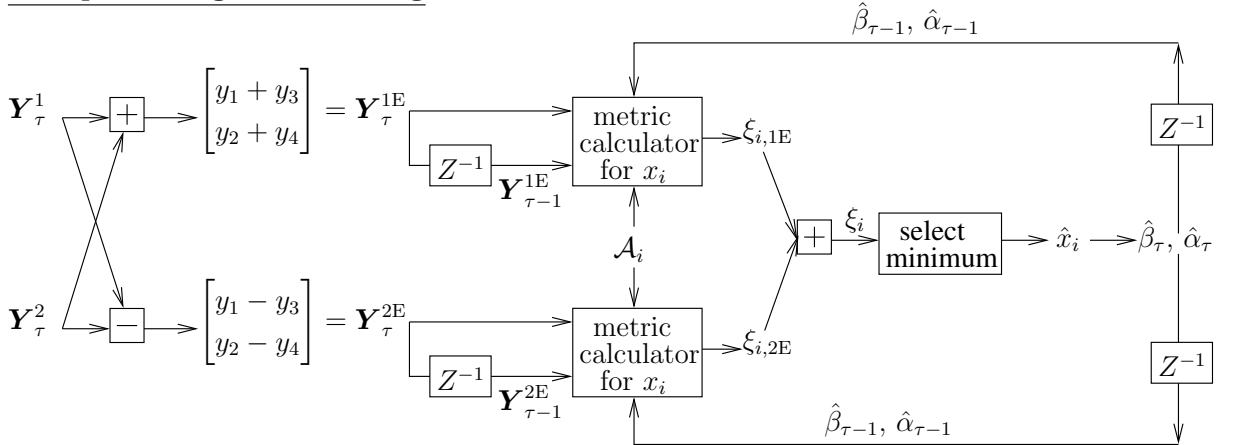 β̂_{τ−1}, α̂_{τ−1}
Y_τ^1
+
[y_1 + y_3
y_2 + y_4]
= Y_τ^{1E}
Z^{−1}
Y_{τ−1}^{1E}
metric
calculator
for x_i
ξ_{i,1E}
Z^{−1}
𝒜_i
+
ξ_i
select
minimum
x̂_i
β̂_τ, α̂_τ
Y_τ^2
−
[y_1 − y_3
y_2 − y_4]
= Y_τ^{2E}
Z^{−1}
Y_{τ−1}^{2E}
metric
calculator
for x_i
ξ_{i,2E}
Z^{−1}
β̂_{τ−1}, α̂_{τ−1}